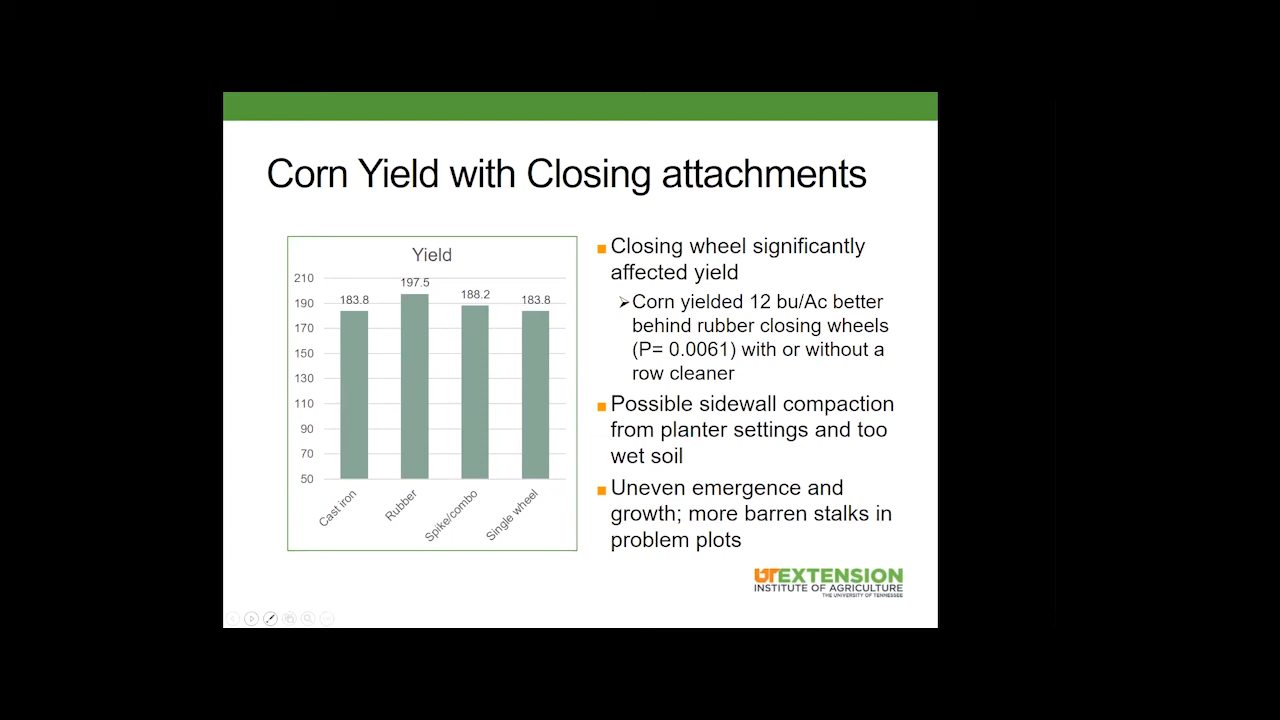 Corn Yield with Closing attachments
Yield
210
190
170
150
130
110
90
70
50
183.8
197.5
188.2
183.8
Cast iron
Rubber
Spike/combo
Single wheel
Closing wheel significantly
affected yield
Corn yielded 12 bu/Ac better
behind rubber closing wheels
(P= 0.0061) with or without a
row cleaner
Possible sidewall compaction
from planter settings and too
wet soil
Uneven emergence and
growth; more barren stalks in
problem plots
UT EXTENSION
INSTITUTE OF AGRICULTURE
THE UNIVERSITY OF TENNESSEE